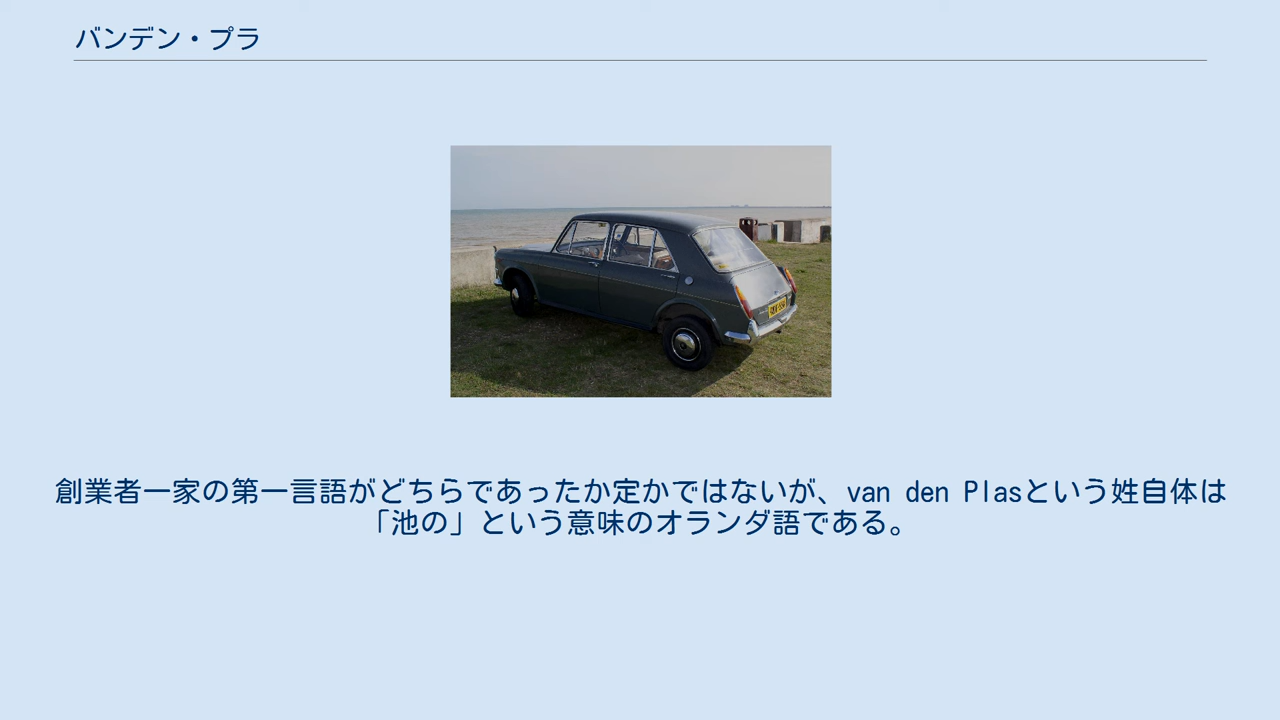 バンデン・プラ
創業者一家の第一言語がどちらであったか定かではないが、van den Plasという姓自体は
「池の」という意味のオランダ語である。